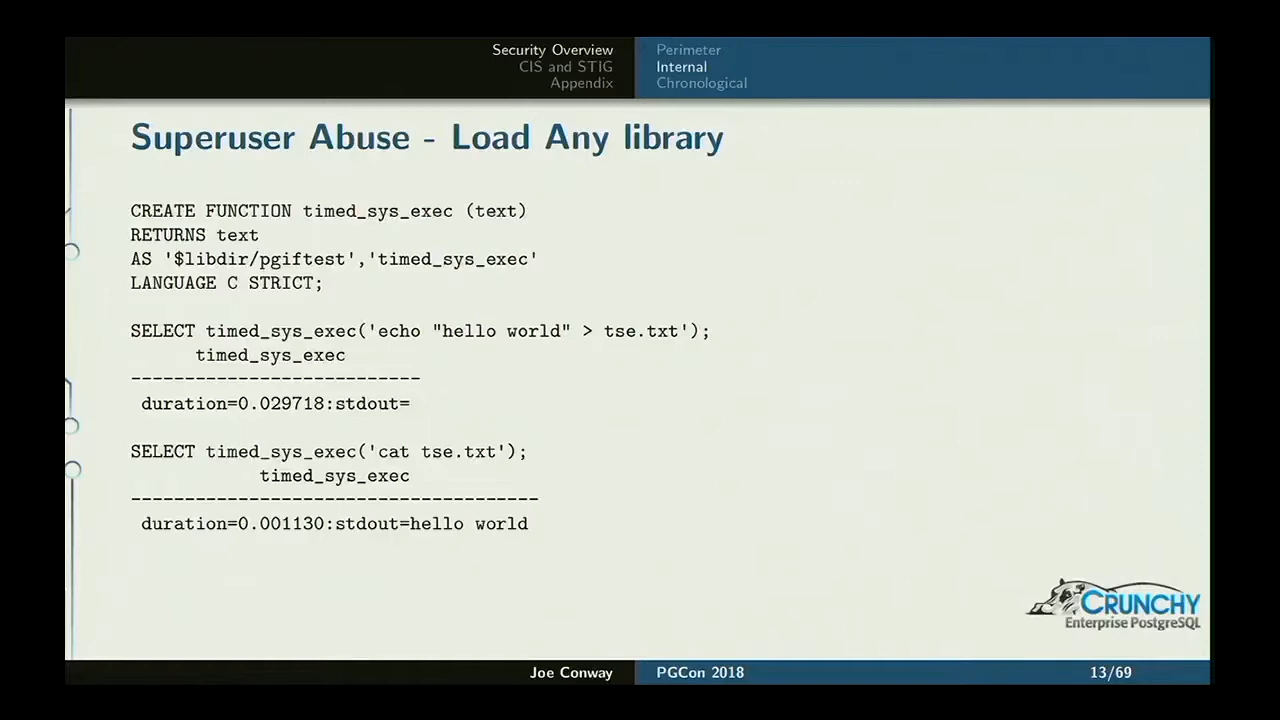 Security Overview
CIS and STIG
Appendix
Perimeter
Internal
Chronological
Superuser Abuse - Load Any library
CREATE FUNCTION timed_sys_exec (text)
RETURNS text
AS '$libdir/pgiftest','timed_sys_exec'
LANGUAGE C STRICT;
SELECT timed_sys_exec('echo "hello world" > tse.txt');
timed_sys_exec
---------------------------
duration=0.029718:stdout=
SELECT timed_sys_exec('cat tse.txt');
timed_sys_exec
--------------------------------------
duration=0.001130:stdout=hello world
CRUNCHY
Enterprise PostgreSQL
Joe Conway
PGCon 2018
13/69